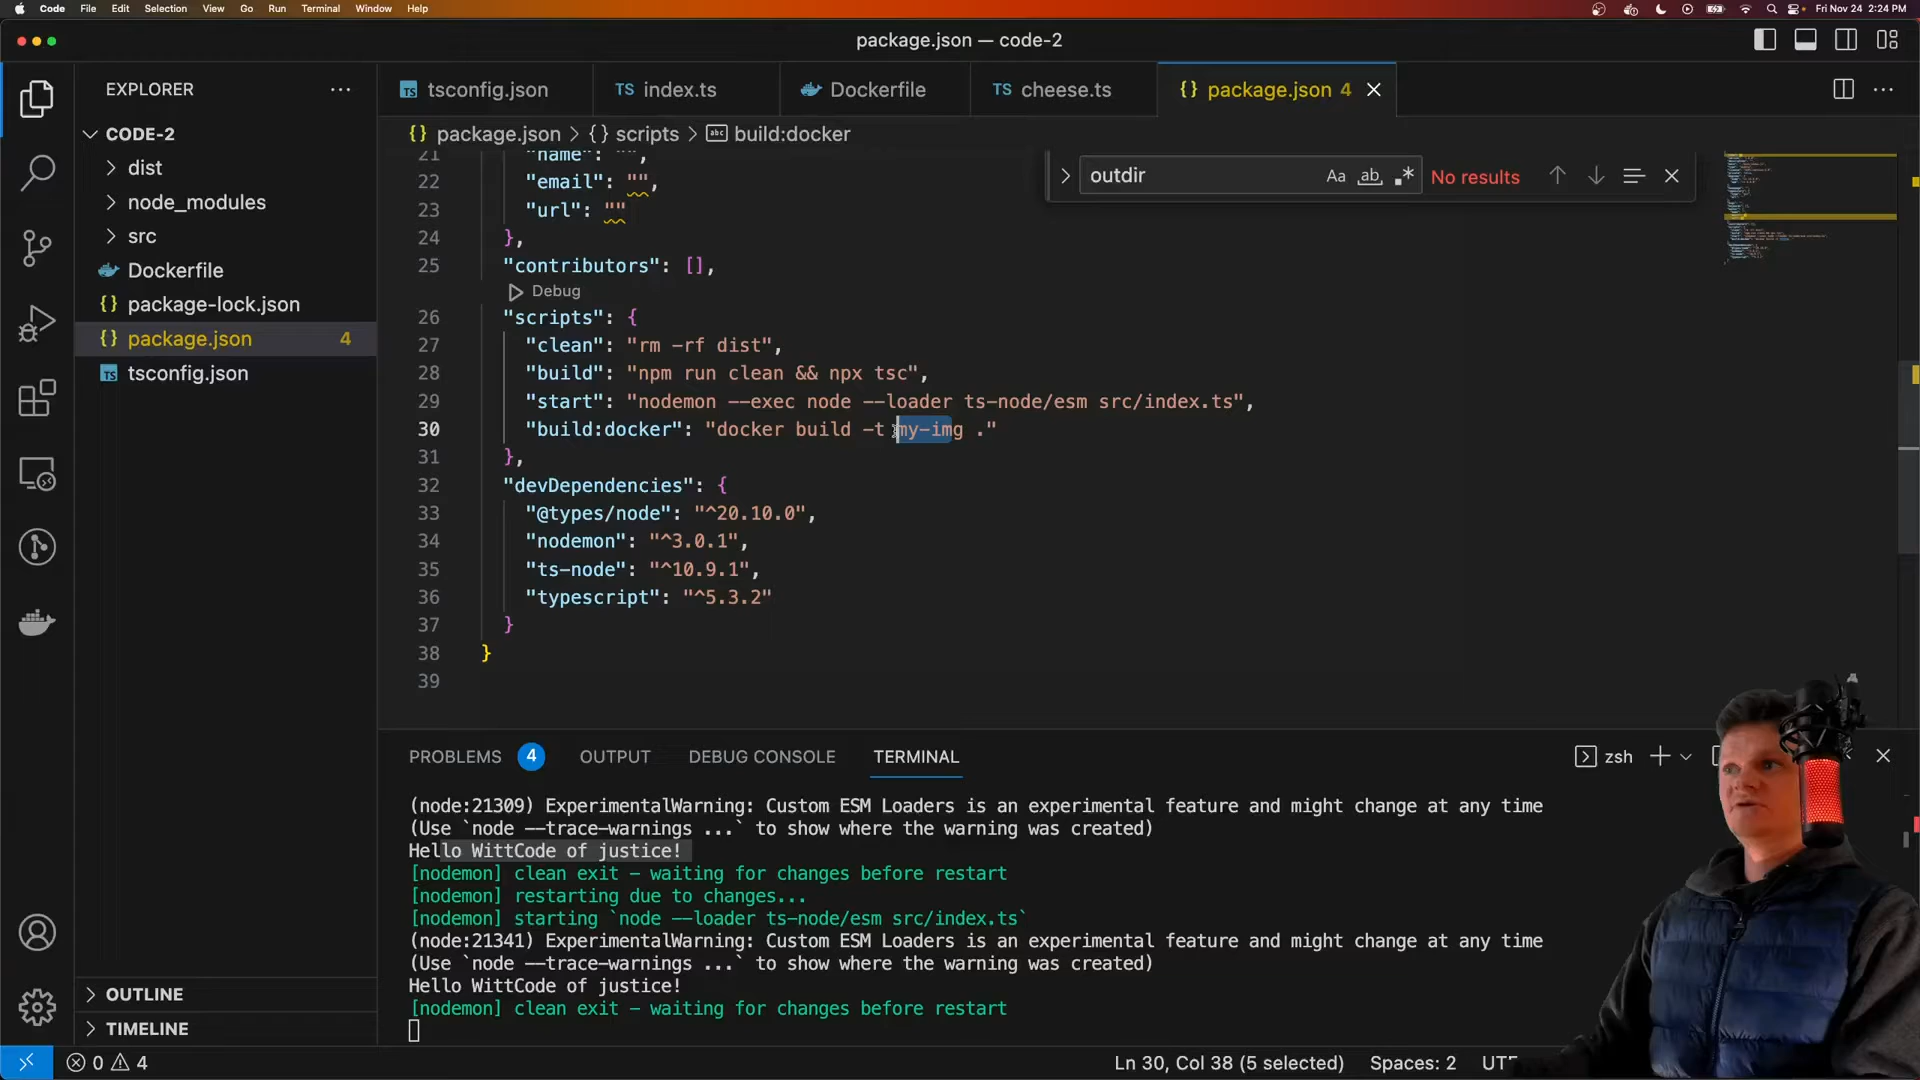 Code File Edit Selection View Go Run Terminal Window Help Fri Nov 24 2:24 PM
package.json — code-2
EXPLORER
tsconfig.json
TS index.ts
Dockerfile
TS cheese.ts
{} package.json 4
CODE-2
{} package.json > {} scripts > build:docker
dist
node_modules
src
Dockerfile
{} package-lock.json
{} package.json 4
tsconfig.json
outdir
Aa ab No results
21 "name": "",
22 "email": "",
23 "url": ""
24 },
25 "contributors": [],
Debug
26 "scripts": {
27 "clean": "rm -rf dist",
28 "build": "npm run clean && npx tsc",
29 "start": "nodemon --exec node --loader ts-node/esm src/index.ts",
30 "build:docker": "docker build -t my-img ."
31 },
32 "devDependencies": {
33 "@types/node": "^20.10.0",
34 "nodemon": "^3.0.1",
35 "ts-node": "^10.9.1",
36 "typescript": "^5.3.2"
37 }
38 }
39
PROBLEMS 4 OUTPUT DEBUG CONSOLE TERMINAL zsh
(node:21309) ExperimentalWarning: Custom ESM Loaders is an experimental feature and might change at any time
(Use `node --trace-warnings ...` to show where the warning was created)
Hello WittCode of justice!
[nodemon] clean exit - waiting for changes before restart
[nodemon] restarting due to changes...
[nodemon] starting `node --loader ts-node/esm src/index.ts`
(node:21341) ExperimentalWarning: Custom ESM Loaders is an experimental feature and might change at any time
(Use `node --trace-warnings ...` to show where the warning was created)
Hello WittCode of justice!
[nodemon] clean exit - waiting for changes before restart
OUTLINE
TIMELINE
0 4
Ln 30, Col 38 (5 selected) Spaces: 2